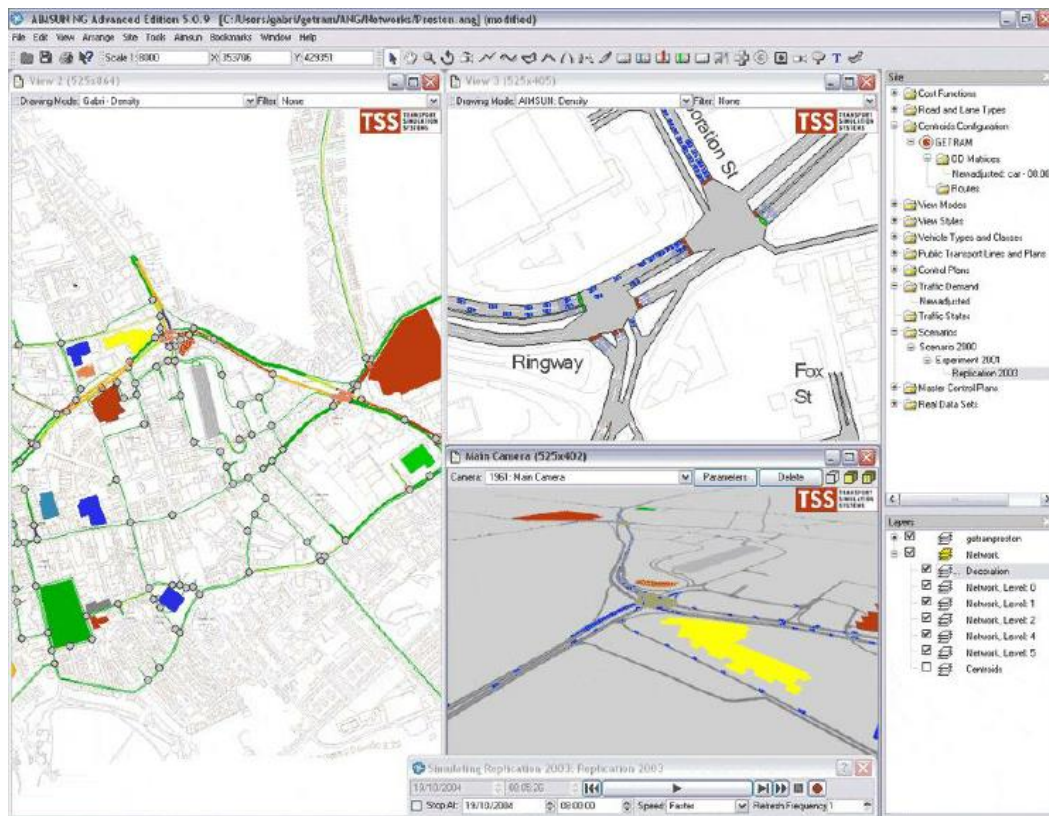 AIMSUN NG Advanced Edition 5.0.9 [C:/Users/gabri/getram/ANG/Networks/Preston.ang] (modified)
File Edit View Arrange Site Tools Aimsun Bookmarks Window Help
Scale 1:8000 X: 353706 Y: 429351
View 2 (525x864)
Drawing Mode: Gabri - Density Filter: None
TSS TRANSPORT SIMULATION SYSTEMS
View 3 (525x405)
Drawing Mode: AIMSUN: Density Filter: None
TSS TRANSPORT SIMULATION SYSTEMS
oration St
Ringway
Fox
St
Main Camera (525x402)
Camera: 1961: Main Camera Parameters Delete
TSS TRANSPORT SIMULATION SYSTEMS
Site
Cost Functions
Road and Lane Types
Centroids Configuration
GETRAM
OD Matrices
Newadjusted: car - 08:00
Routes
View Modes
View Styles
Vehicle Types and Classes
Public Transport Lines and Plans
Control Plans
Traffic Demand
Newadjusted
Traffic States
Scenarios
Scenario 2000
Experiment 2001
Replication 2003
Master Control Plans
Real Data Sets
Layers
getrampreston
Network
Decoration
Network, Level: 0
Network, Level: 1
Network, Level: 2
Network, Level: 4
Network, Level: 5
Centroids
Simulating Replication 2003: Replication 2003
19/10/2004 08:05:26
Stop At: 19/10/2004 08:00:00 Speed: Faster Refresh Frequency 1